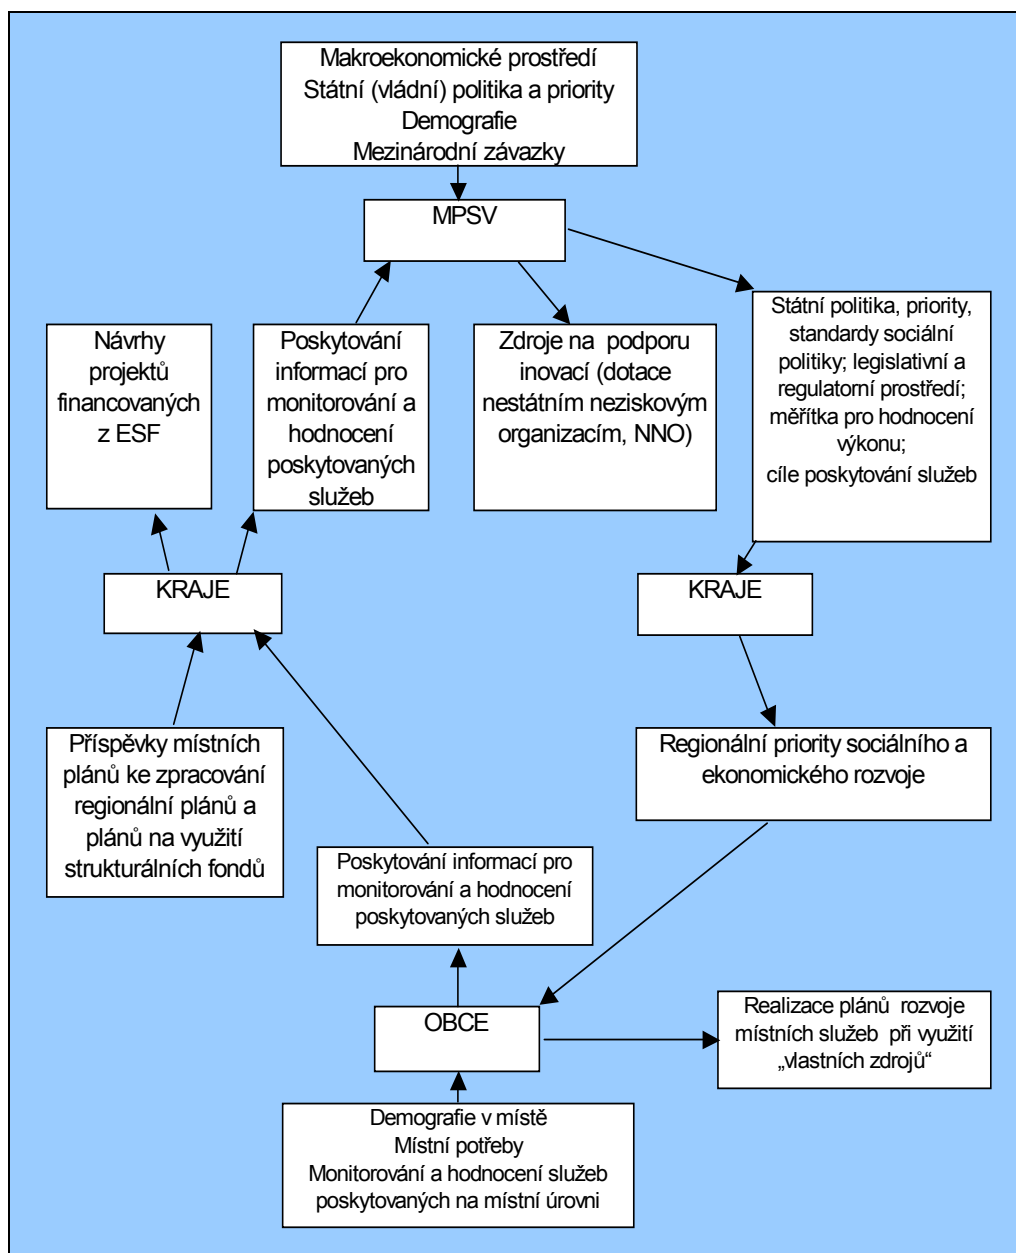 Makroekonomické prostředí
Státní (vládní) politika a priority
Demografie
Mezinárodní závazky
MPSV
Návrhy
projektů
financovaných
z ESF
Poskytování
informací pro
monitorování a
hodnocení
poskytovaných
služeb
Zdroje na podporu
inovací (dotace
nestátním neziskovým
organizacím, NNO)
Státní politika, priority,
standardy sociální
politiky; legislativní a
regulatorní prostředí;
měřítka pro hodnocení
výkonu;
cíle poskytování služeb
KRAJE
KRAJE
Příspěvky místních
plánů ke zpracování
regionální plánů a
plánů na využití
strukturálních fondů
Regionální priority sociálního a
ekonomického rozvoje
Poskytování informací pro
monitorování a hodnocení
poskytovaných služeb
OBCE
Realizace plánů rozvoje
místních služeb při využití
„vlastních zdrojů“
Demografie v místě
Místní potřeby
Monitorování a hodnocení služeb
poskytovaných na místní úrovni